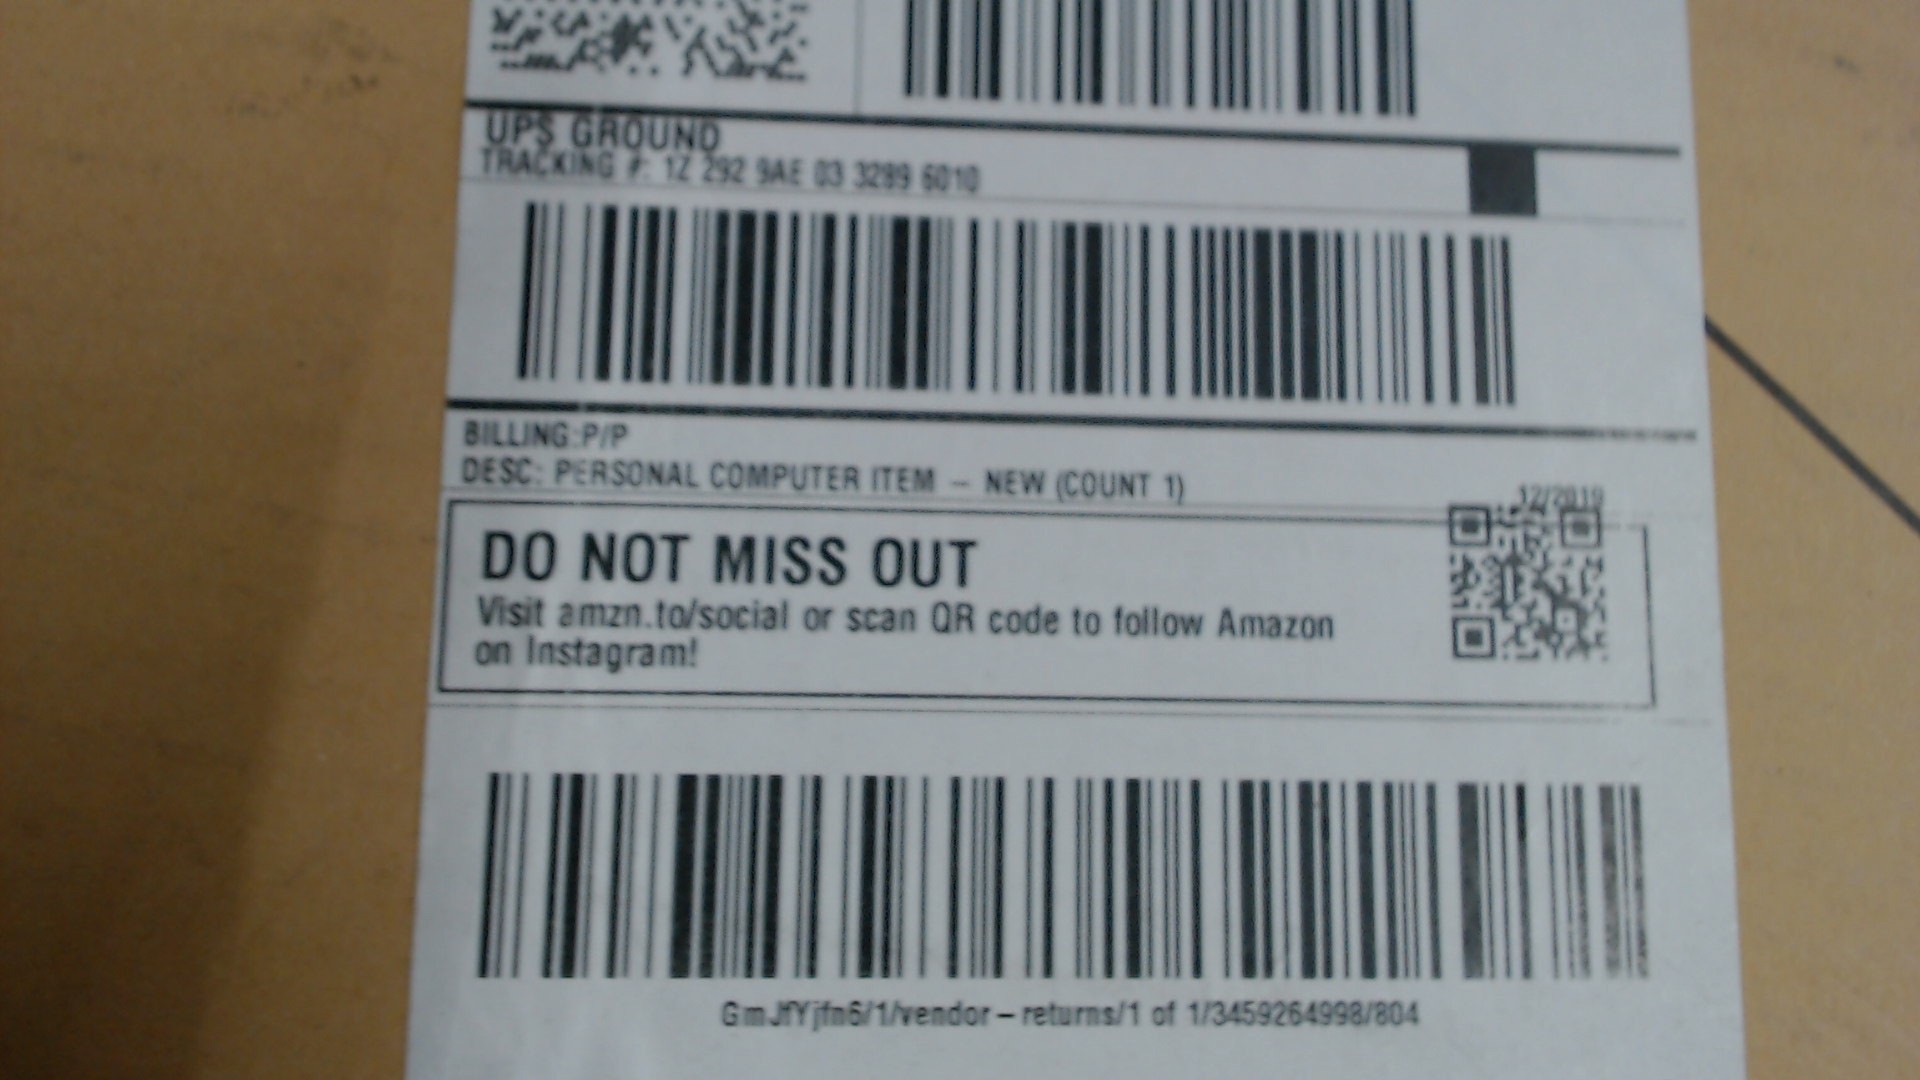 UPS GROUND
TRACKING #: 1Z 292 9AE 03 3289 6010
BILLING:P/P
DESC: PERSONAL COMPUTER ITEM – NEW (COUNT 1)
12/2019
DO NOT MISS OUT
Visit amzn.to/social or scan QR code to follow Amazon
on Instagram!
GmJfYjfn6/1/vendor–returns/1 of 1/3459264998/804